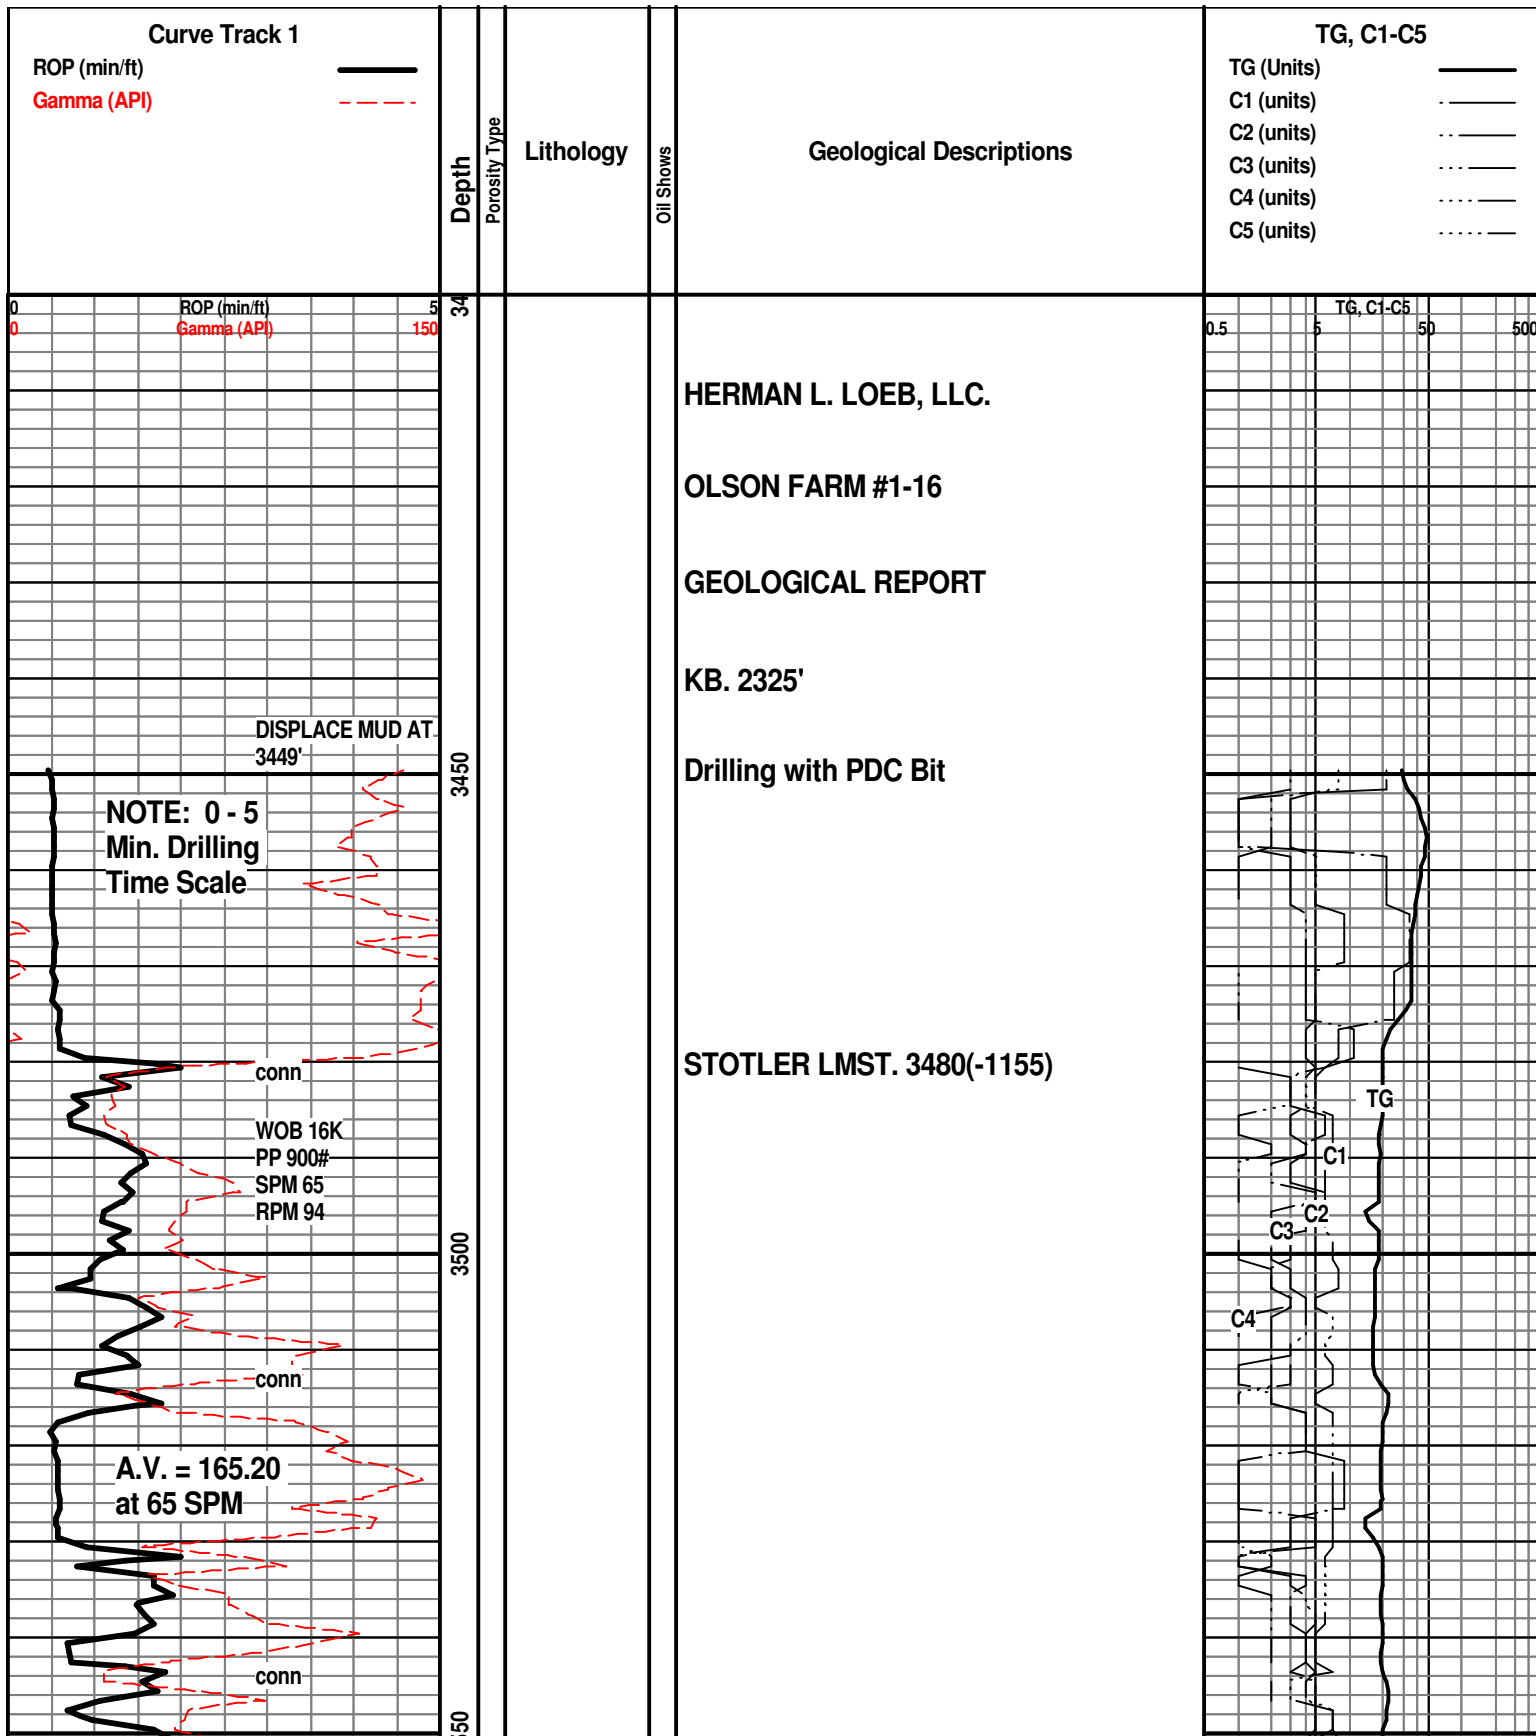 Curve Track 1
ROP (min/ft)
Gamma (API)
Depth
Porosity Type
Lithology
Oil Shows
Geological Descriptions
TG, C1-C5
TG (Units)
C1 (units)
C2 (units)
C3 (units)
C4 (units)
C5 (units)
0 ROP (min/ft) 5
0 Gamma (API) 150
34
TG, C1-C5
0.5 5 50 500
HERMAN L. LOEB, LLC.
OLSON FARM #1-16
GEOLOGICAL REPORT
KB. 2325'
DISPLACE MUD AT
3449'
3450
Drilling with PDC Bit
NOTE: 0 - 5
Min. Drilling
Time Scale
conn
STOTLER LMST. 3480(-1155)
TG
WOB 16K
PP 900#
SPM 65
RPM 94
C1
C2
C3
3500
C4
conn
A.V. = 165.20
at 65 SPM
conn
50